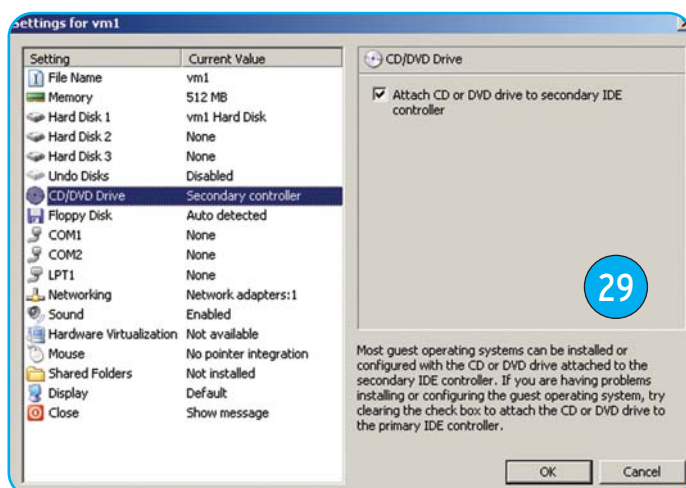 Settings for vm1
Setting Current Value
File Name vm1
Memory 512 MB
Hard Disk 1 vm1 Hard Disk
Hard Disk 2 None
Hard Disk 3 None
Undo Disks Disabled
CD/DVD Drive Secondary controller
Floppy Disk Auto detected
COM1 None
COM2 None
LPT1 None
Networking Network adapters:1
Sound Enabled
Hardware Virtualization Not available
Mouse No pointer integration
Shared Folders Not installed
Display Default
Close Show message
CD/DVD Drive
Attach CD or DVD drive to secondary IDE
controller
29
Most guest operating systems can be installed or
configured with the CD or DVD drive attached to the
secondary IDE controller. If you are having problems
installing or configuring the guest operating system, try
clearing the check box to attach the CD or DVD drive to
the primary IDE controller.
OK Cancel